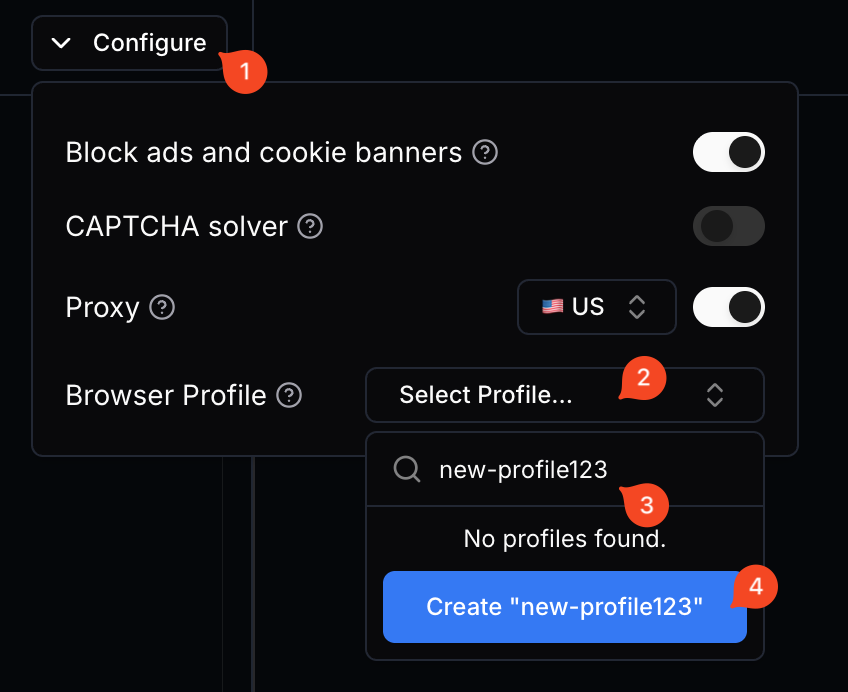 Configure
1
Block ads and cookie banners ?
CAPTCHA solver ?
Proxy ? US
Browser Profile ? Select Profile... 2
new-profile123
3
No profiles found.
Create "new-profile123" 4